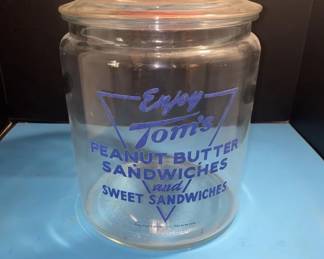 Enjoy
Tom's
PEANUT BUTTER
SANDWICHES
and
SWEET SANDWICHES